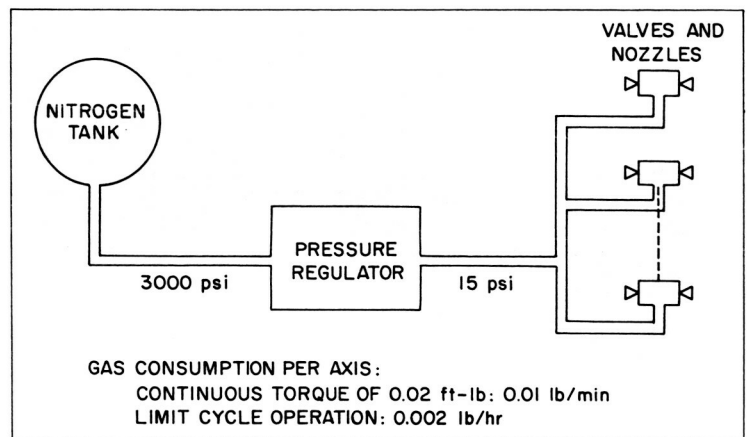 VALVES AND
NOZZLES
NITROGEN
TANK
PRESSURE
REGULATOR
3000 psi
15 psi
GAS CONSUMPTION PER AXIS:
CONTINUOUS TORQUE OF 0.02 ft-lb: 0.01 lb/min
LIMIT CYCLE OPERATION: 0.002 lb/hr